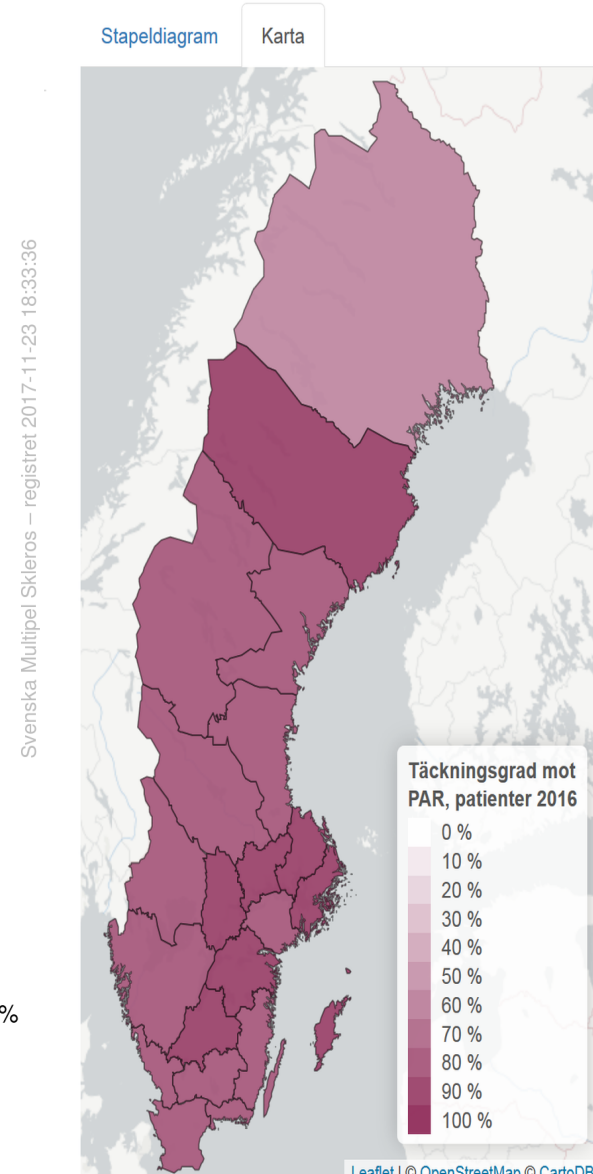 Stapeldiagram
Karta
Svenska Multipel Skleros – registret 2017-11-23 18:33:36
%
Täckningsgrad mot
PAR, patienter 2016
0 %
10 %
20 %
30 %
40 %
50 %
60 %
70 %
80 %
90 %
100 %
Leaflet | © OpenStreetMap © CartoDB